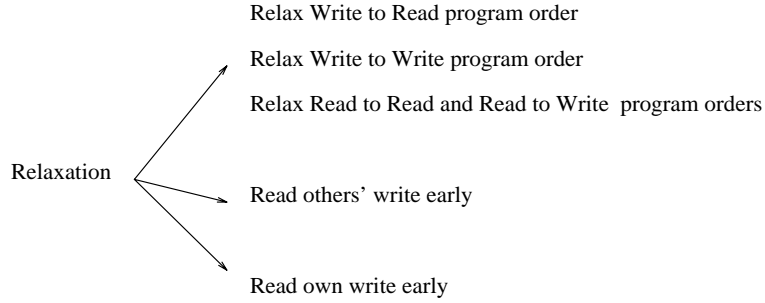 Relax Write to Read program order
Relax Write to Write program order
Relax Read to Read and Read to Write program orders
Relaxation
Read others’ write early
Read own write early